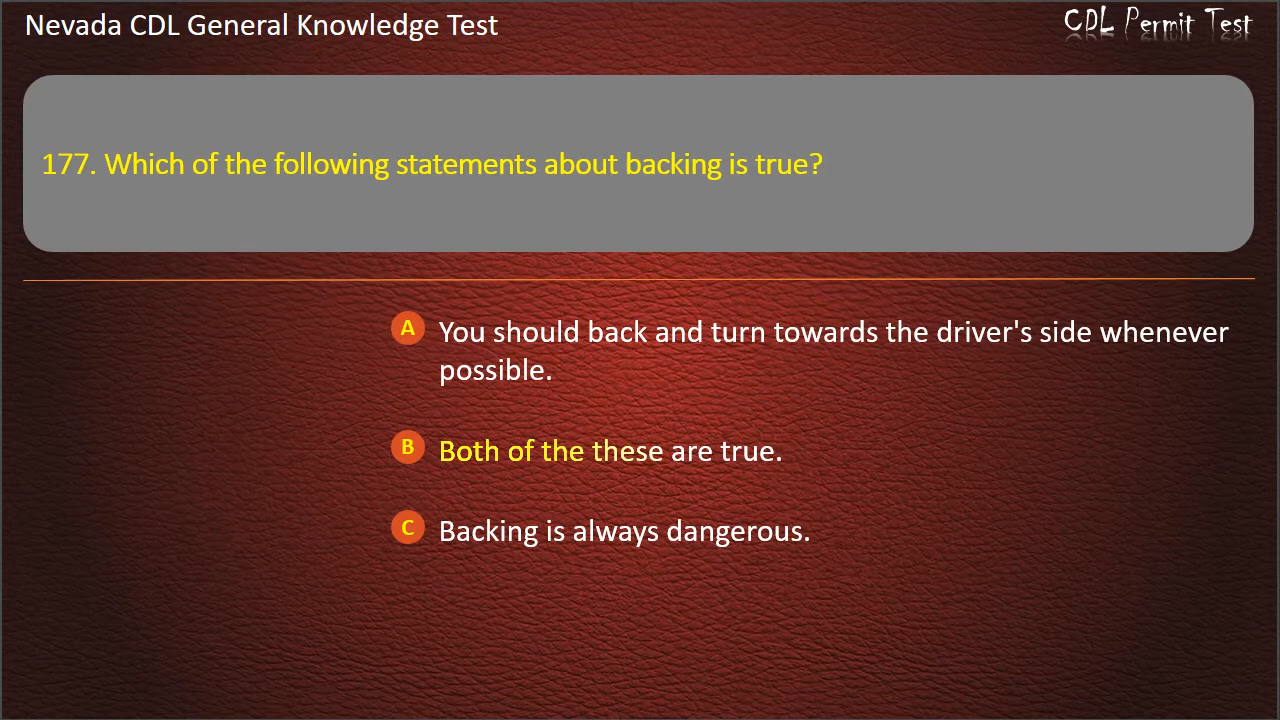 Nevada CDL General Knowledge Test
CDL Permit Test
177. Which of the following statements about backing is true?
A You should back and turn towards the driver's side whenever
possible.
B Both of the these are true.
C Backing is always dangerous.